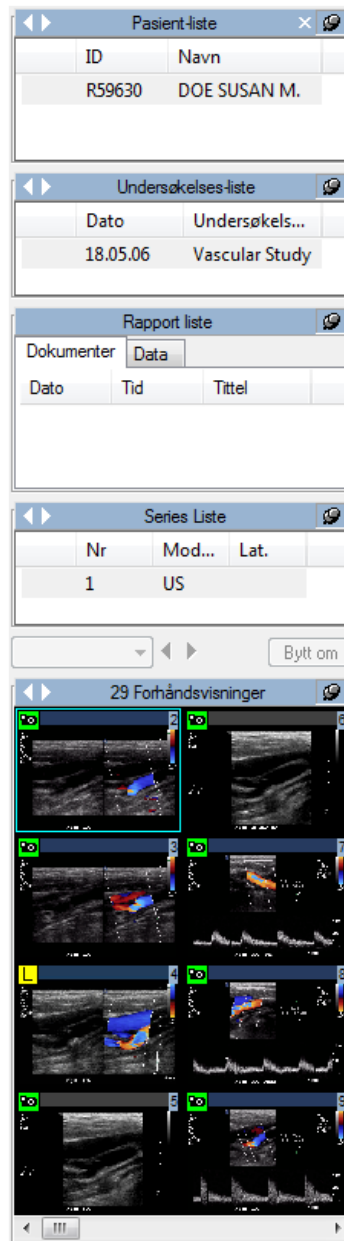 Pasient-liste
ID Navn
R59630 DOE SUSAN M.
Undersøkelses-liste
Dato Undersøkels...
18.05.06 Vascular Study
Rapport liste
Dokumenter Data
Dato Tid Tittel
Series Liste
Nr Mod... Lat.
1 US
Bytt om
29 Forhåndsvisninger
2 6
3 7
L 4 8
5 9